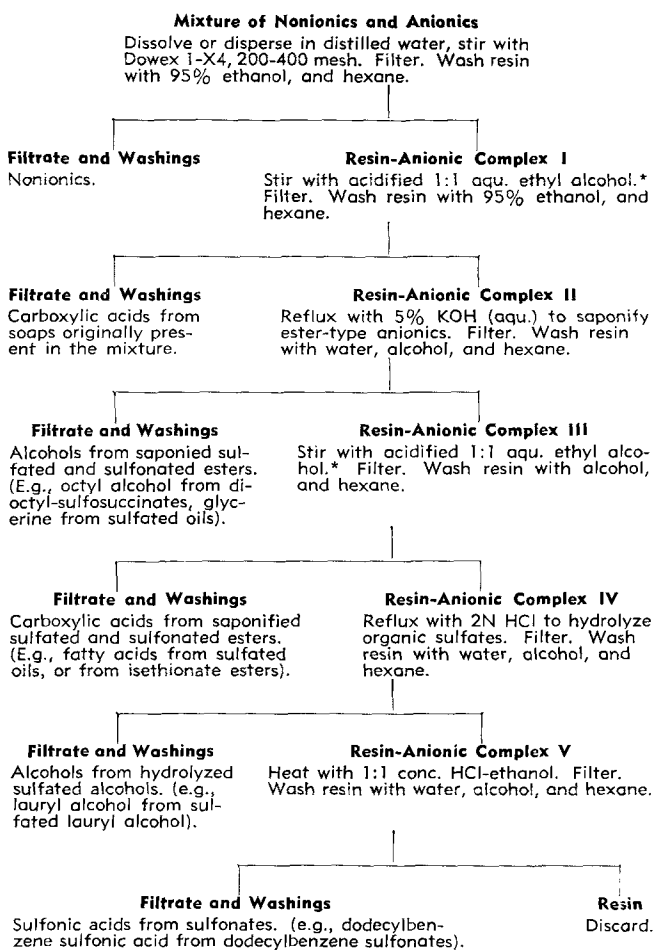 Mixture of Nonionics and Anionics
Dissolve or disperse in distilled water, stir with
Dowex 1-X4, 200-400 mesh. Filter. Wash resin
with 95% ethanol, and hexane.
Filtrate and Washings
Nonionics.
Resin-Anionic Complex I
Stir with acidified 1:1 aqu. ethyl alcohol.*
Filter. Wash resin with 95% ethanol, and
hexane.
Filtrate and Washings
Carboxylic acids from
soaps originally pres-
ent in the mixture.
Resin-Anionic Complex II
Reflux with 5% KOH (aqu.) to saponify
ester-type anionics. Filter. Wash resin
with water, alcohol, and hexane.
Filtrate and Washings
Alcohols from saponied sul-
fated and sulfonated esters.
(E.g., octyl alcohol from di-
octyl-sulfosuccinates, glyc-
erine from sulfated oils).
Resin-Anionic Complex III
Stir with acidified 1:1 aqu. ethyl alco-
hol.* Filter. Wash resin with alcohol,
and hexane.
Filtrate and Washings
Carboxylic acids from saponified
sulfated and sulfonated esters.
(E.g., fatty acids from sulfated
oils, or from isethionate esters).
Resin-Anionic Complex IV
Reflux with 2N HCl to hydrolyze
organic sulfates. Filter. Wash
resin with water, alcohol, and
hexane.
Filtrate and Washings
Alcohols from hydrolyzed
sulfated alcohols. (e.g.,
lauryl alcohol from sul-
fated lauryl alcohol).
Resin-Anionic Complex V
Heat with 1:1 conc. HCl-ethanol. Filter.
Wash resin with water, alcohol, and hexane.
Filtrate and Washings
Sulfonic acids from sulfonates. (e.g., dodecylben-
zene sulfonic acid from dodecylbenzene sulfonates).
Resin
Discard.